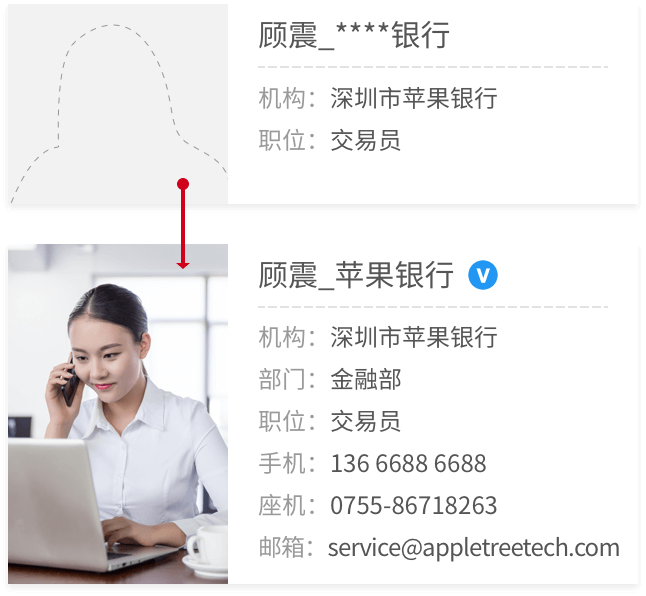 顾震_****银行
机构：深圳市苹果银行
职位：交易员
顾震_苹果银行 V
机构：深圳市苹果银行
部门：金融部
职位：交易员
手机：136 6688 6688
座机：0755-86718263
邮箱：service@appletreetech.com